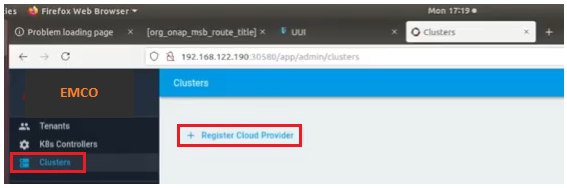 les
Firefox Web Browser
Mon 17:19
Problem loading page
[org_onap_msb_route_title]
UUI
Clusters
192.168.122.190:30580/app/admin/clusters
EMCO
Clusters
Tenants
K8s Controllers
Clusters
+ Register Cloud Provider